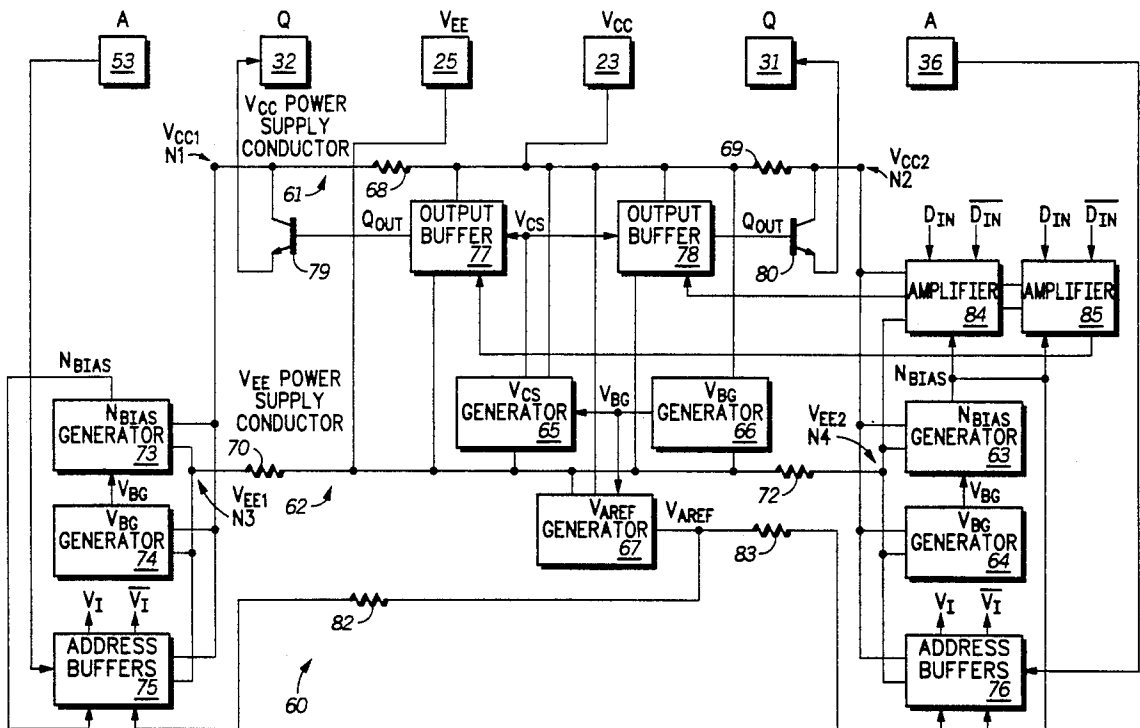 A Q VEE VCC Q A
53 32 25 23 31 36
VCC POWER
SUPPLY
CONDUCTOR
VCC1
N1
61
68
69
VCC2
N2
OUTPUT
BUFFER
77
OUTPUT
BUFFER
78
QOUT
VCS
QOUT
79
80
DIN D̅I̅N̅ DIN D̅I̅N̅
AMPLIFIER
84
AMPLIFIER
85
NBIAS
NBIAS
GENERATOR
73
VEE POWER
SUPPLY
CONDUCTOR
70
62
VCS
GENERATOR
65
VBG
VBG
GENERATOR
66
VEE2
N4
72
NBIAS
NBIAS
GENERATOR
63
VBG
VBG
GENERATOR
74
VEE1
N3
VAREF
GENERATOR
67
VAREF
83
VBG
VBG
GENERATOR
64
VI V̅I̅
ADDRESS
BUFFERS
75
82
60
VI V̅I̅
ADDRESS
BUFFERS
76